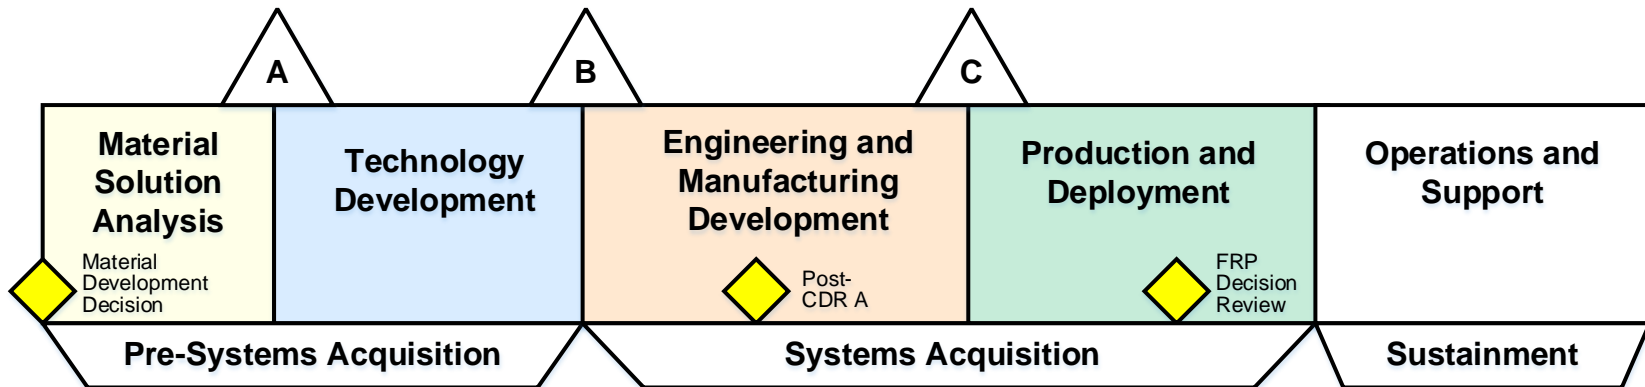 A
B
C
Material
Solution
Analysis
Technology
Development
Engineering and
Manufacturing
Development
Production and
Deployment
Operations and
Support
Material
Development
Decision
Post-
CDR A
FRP
Decision
Review
Pre-Systems Acquisition
Systems Acquisition
Sustainment